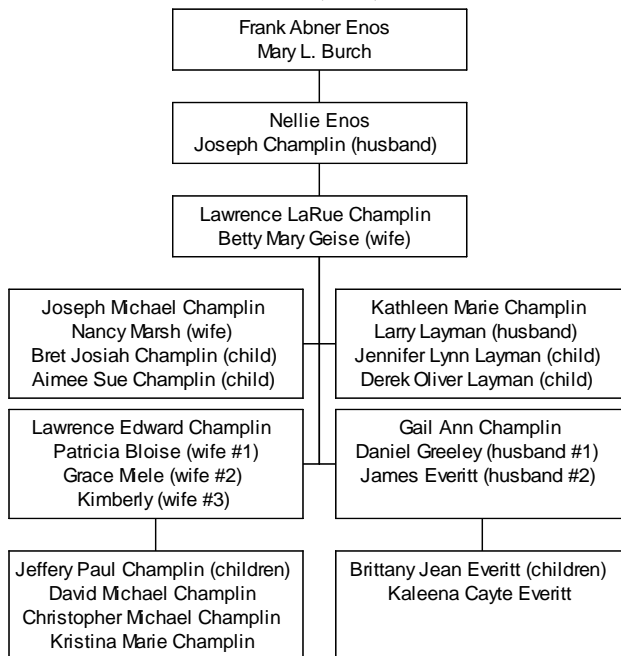 Frank Abner Enos
Mary L. Burch
Nellie Enos
Joseph Champlin (husband)
Lawrence LaRue Champlin
Betty Mary Geise (wife)
Joseph Michael Champlin
Nancy Marsh (wife)
Bret Josiah Champlin (child)
Aimee Sue Champlin (child)
Kathleen Marie Champlin
Larry Layman (husband)
Jennifer Lynn Layman (child)
Derek Oliver Layman (child)
Lawrence Edward Champlin
Patricia Bloise (wife #1)
Grace Miele (wife #2)
Kimberly (wife #3)
Gail Ann Champlin
Daniel Greeley (husband #1)
James Everitt (husband #2)
Jeffery Paul Champlin (children)
David Michael Champlin
Christopher Michael Champlin
Kristina Marie Champlin
Brittany Jean Everitt (children)
Kaleena Cayte Everitt